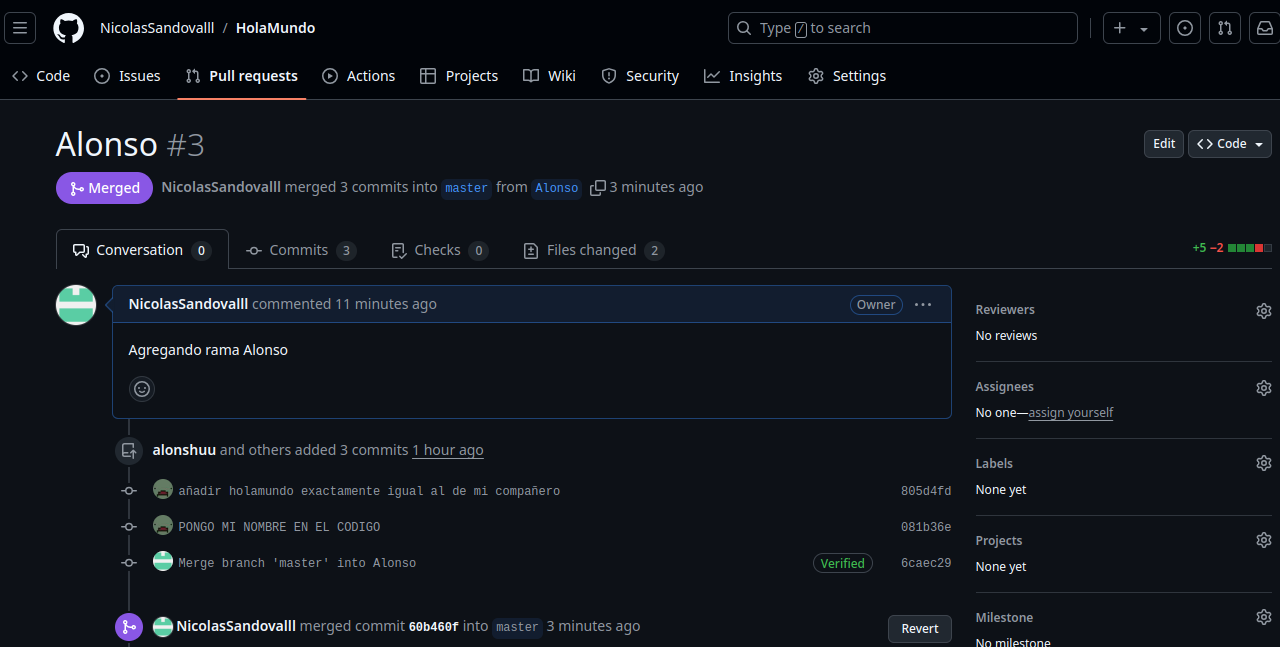 NicolasSandovalll / HolaMundo
Type / to search
Code Issues Pull requests Actions Projects Wiki Security Insights Settings
Alonso #3
Edit Code
Merged NicolasSandovalll merged 3 commits into master from Alonso 3 minutes ago
Conversation 0 Commits 3 Checks 0 Files changed 2 +5 −2
NicolasSandovalll commented 11 minutes ago Owner ...
Agregando rama Alonso
alonshuu and others added 3 commits 1 hour ago
añadir holamundo exactamente igual al de mi compañero 805d4fd
PONGO MI NOMBRE EN EL CODIGO 081b36e
Merge branch 'master' into Alonso Verified 6caec29
NicolasSandovalll merged commit 60b460f into master 3 minutes ago Revert
Reviewers
No reviews
Assignees
No one—assign yourself
Labels
None yet
Projects
None yet
Milestone
No milestone